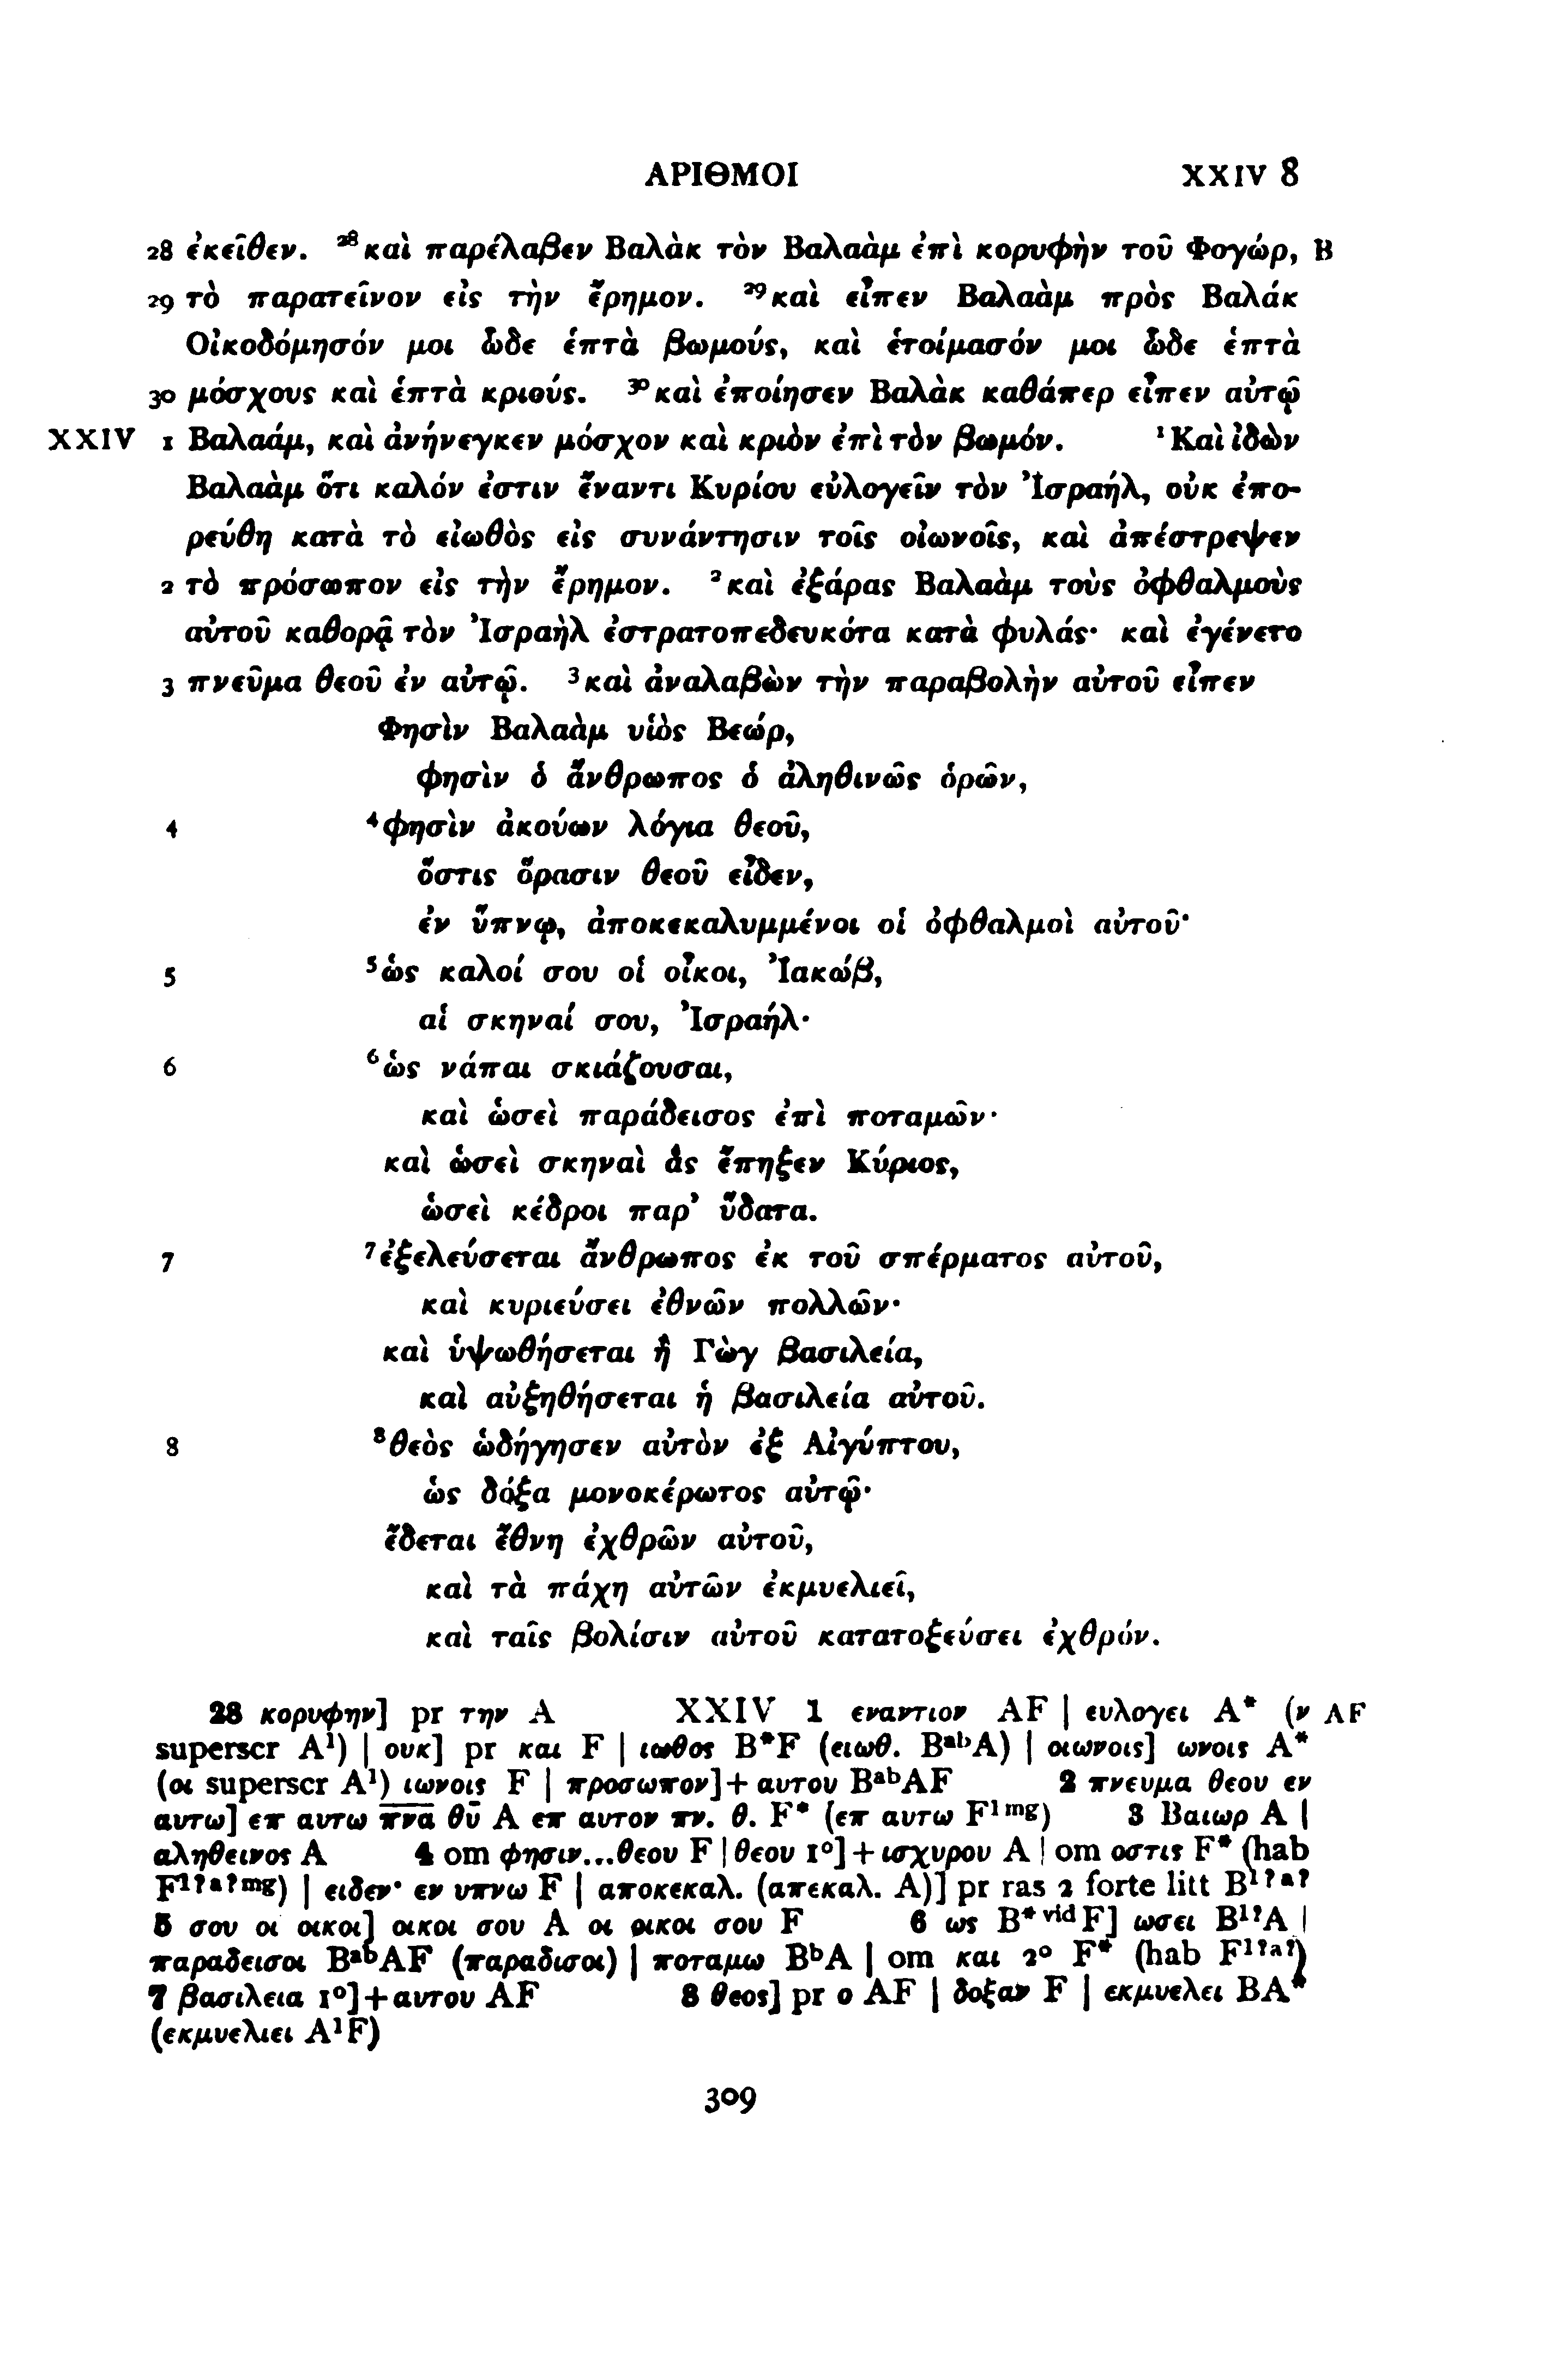 ΑΡΙΘΜΟΙ XXIV 8
28 ἐκεῖθεν. ²⁸καὶ παρέλαβεν Βαλὰκ τὸν Βαλαὰμ ἐπὶ κορυφὴν τοῦ Φογώρ, B
29 τὸ παρατεῖνον εἰς τὴν ἔρημον. ²⁹καὶ εἶπεν Βαλαὰμ πρὸς Βαλάκ
Οἰκοδόμησόν μοι ὧδε ἑπτὰ βωμούς, καὶ ἑτοίμασόν μοι ὧδε ἑπτὰ
30 μόσχους καὶ ἑπτὰ κριούς. ³⁰καὶ ἐποίησεν Βαλὰκ καθάπερ εἶπεν αὐτῷ
XXIV 1 Βαλαάμ, καὶ ἀνήνεγκεν μόσχον καὶ κριὸν ἐπὶ τὸν βωμόν. ¹Καὶ ἰδὼν
Βαλαὰμ ὅτι καλόν ἐστιν ἔναντι Κυρίου εὐλογεῖν τὸν Ἰσραήλ, οὐκ ἐπο-
ρεύθη κατὰ τὸ εἰωθὸς εἰς συνάντησιν τοῖς οἰωνοῖς, καὶ ἀπέστρεψεν
2 τὸ πρόσωπον εἰς τὴν ἔρημον. ²καὶ ἐξάρας Βαλαὰμ τοὺς ὀφθαλμοὺς
αὐτοῦ καθορᾷ τὸν Ἰσραὴλ ἐστρατοπεδευκότα κατὰ φυλάς· καὶ ἐγένετο
3 πνεῦμα θεοῦ ἐν αὐτῷ. ³καὶ ἀναλαβὼν τὴν παραβολὴν αὐτοῦ εἶπεν
Φησὶν Βαλαὰμ υἱὸς Βεώρ,
φησὶν ὁ ἄνθρωπος ὁ ἀληθινῶς ὁρῶν,
4 ⁴φησὶν ἀκούων λόγια θεοῦ,
ὅστις ὅρασιν θεοῦ εἶδεν,
ἐν ὕπνῳ, ἀποκεκαλυμμένοι οἱ ὀφθαλμοὶ αὐτοῦ·
5 ⁵ὡς καλοί σου οἱ οἶκοι, Ἰακώβ,
αἱ σκηναί σου, Ἰσραήλ·
6 ⁶ὡς νάπαι σκιάζουσαι,
καὶ ὡσεὶ παράδεισος ἐπὶ ποταμῶν·
καὶ ὡσεὶ σκηναὶ ἃς ἔπηξεν Κύριος,
ὡσεὶ κέδροι παρ’ ὕδατα.
7 ⁷ἐξελεύσεται ἄνθρωπος ἐκ τοῦ σπέρματος αὐτοῦ,
καὶ κυριεύσει ἐθνῶν πολλῶν·
καὶ ὑψωθήσεται ἢ Γὼγ βασιλεία,
καὶ αὐξηθήσεται ἡ βασιλεία αὐτοῦ.
8 ⁸θεὸς ὡδήγησεν αὐτὸν ἐξ Αἰγύπτου,
ὡς δόξα μονοκέρωτος αὐτῷ·
ἔδεται ἔθνη ἐχθρῶν αὐτοῦ,
καὶ τὰ πάχη αὐτῶν ἐκμυελιεῖ,
καὶ ταῖς βολίσιν αὐτοῦ κατατοξεύσει ἐχθρόν.
28 κορυφην] pr την A XXIV 1 εναντιον AF | ευλογει A* (ν AF
superscr A¹) | ουκ] pr και F | ιωθος B*F (ειωθ. BᵃᵇA) | οιωνοις] ωνοις A*
(οι superscr A¹) ιωνοις F | προσωπον]+αυτου BᵃᵇAF 2 πνευμα θεου εν
αυτω] επ αυτω π̅ν̅α̅ θ̅υ̅ A επ αυτον πν. θ. F* (επ αυτω F¹ᵐᵍ) 3 Βαιωρ A |
αληθεινος A 4 om φησιν...θεου F | θεου 1°]+ισχυρου A | om οστις F* (hab
F¹?ᵃ?ᵐᵍ) | ειδεν· εν υπνω F | αποκεκαλ. (απεκαλ. A)] pr ras 2 forte litt B¹?ᵃ?
5 σου οι οικοι] οικοι σου A οι οικοι σου F 6 ως B*ᵛⁱᵈF] ωσει B¹?A |
παραδεισοι BᵃᵇAF (παραδισοι) | ποταμω BᵇA | om και 2° F* (hab F¹?ᵃ?)
7 βασιλεια 1°]+αυτου AF 8 θεος] pr ο AF | δοξαν F | εκμυελει BA*
(εκμυελιει A¹F)
309